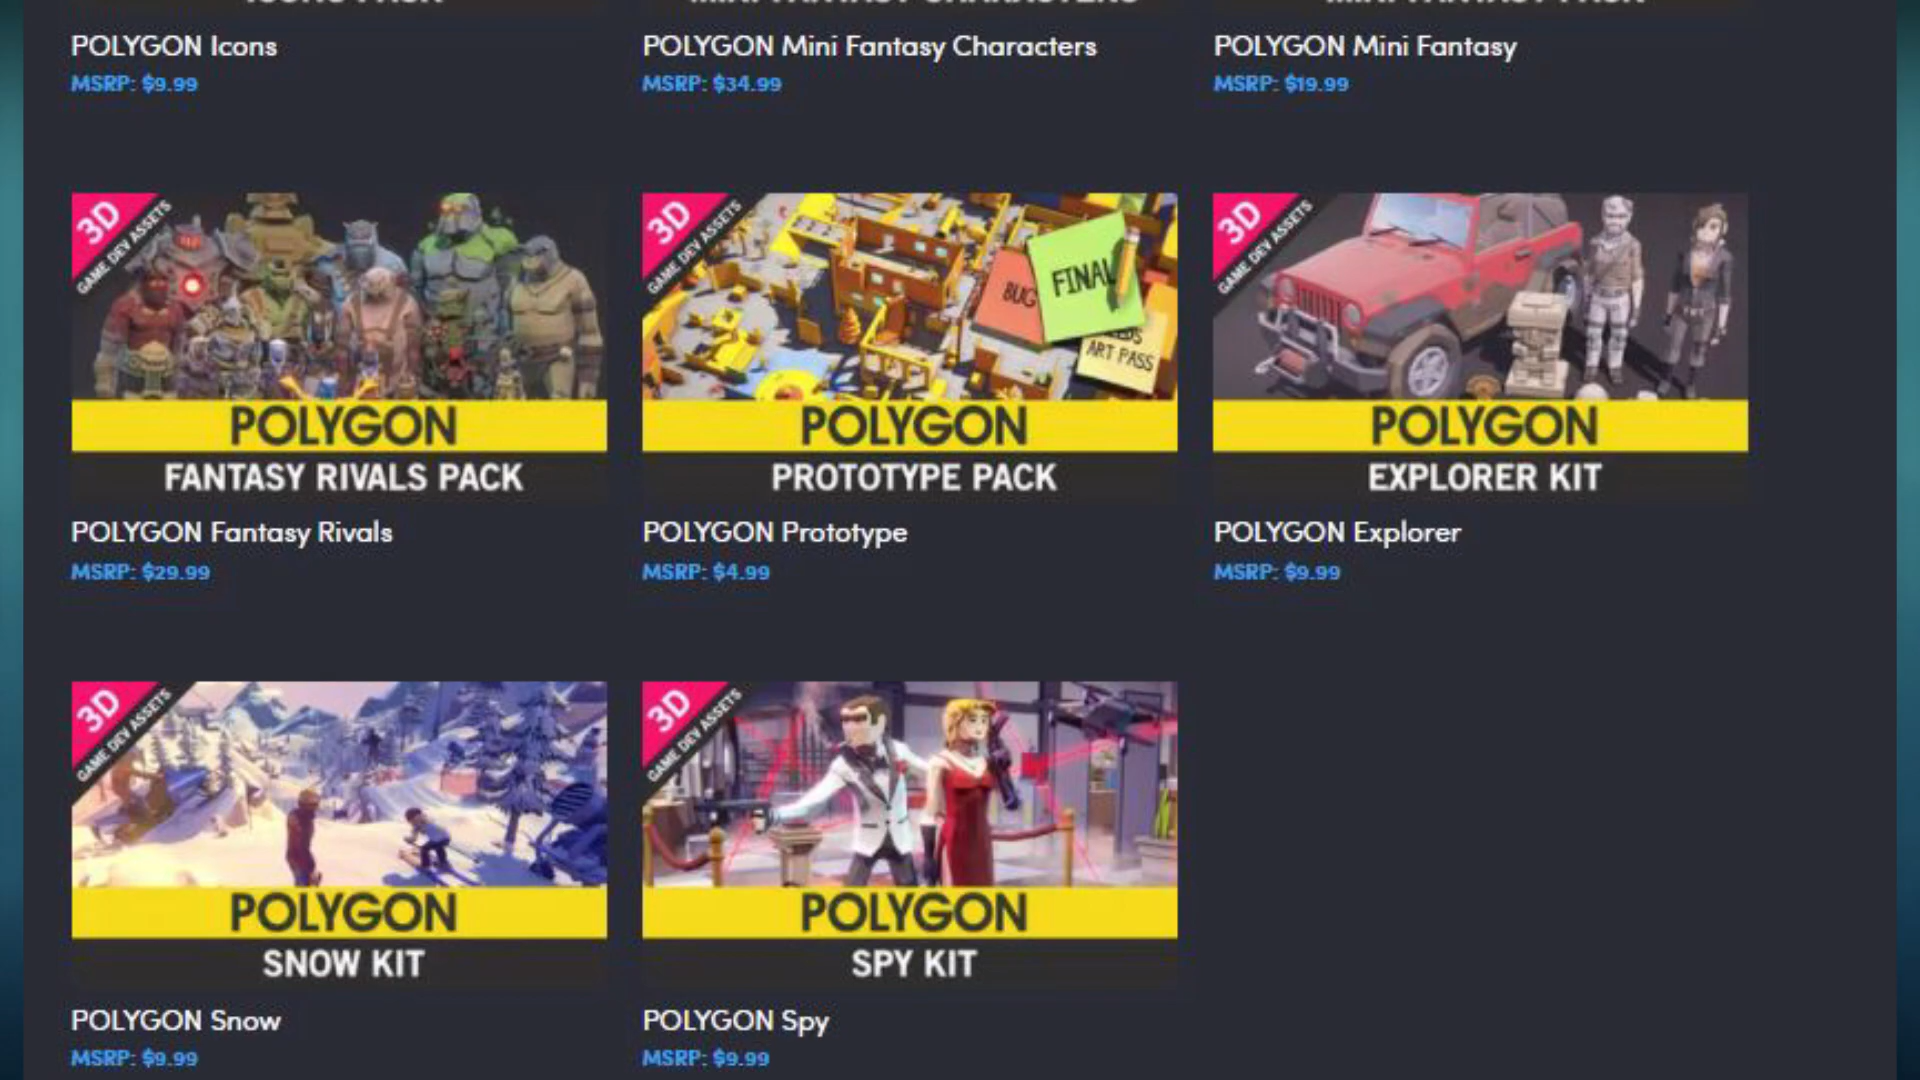 POLYGON Icons
MSRP: $9.99
POLYGON Mini Fantasy Characters
MSRP: $34.99
POLYGON Mini Fantasy
MSRP: $19.99
3D
GAME DEV ASSETS
POLYGON
FANTASY RIVALS PACK
POLYGON Fantasy Rivals
MSRP: $29.99
3D
GAME DEV ASSETS
BUG
FINAL
ART PASS
POLYGON
PROTOTYPE PACK
POLYGON Prototype
MSRP: $4.99
3D
GAME DEV ASSETS
POLYGON
EXPLORER KIT
POLYGON Explorer
MSRP: $9.99
3D
GAME DEV ASSETS
POLYGON
SNOW KIT
POLYGON Snow
MSRP: $9.99
3D
GAME DEV ASSETS
POLYGON
SPY KIT
POLYGON Spy
MSRP: $9.99